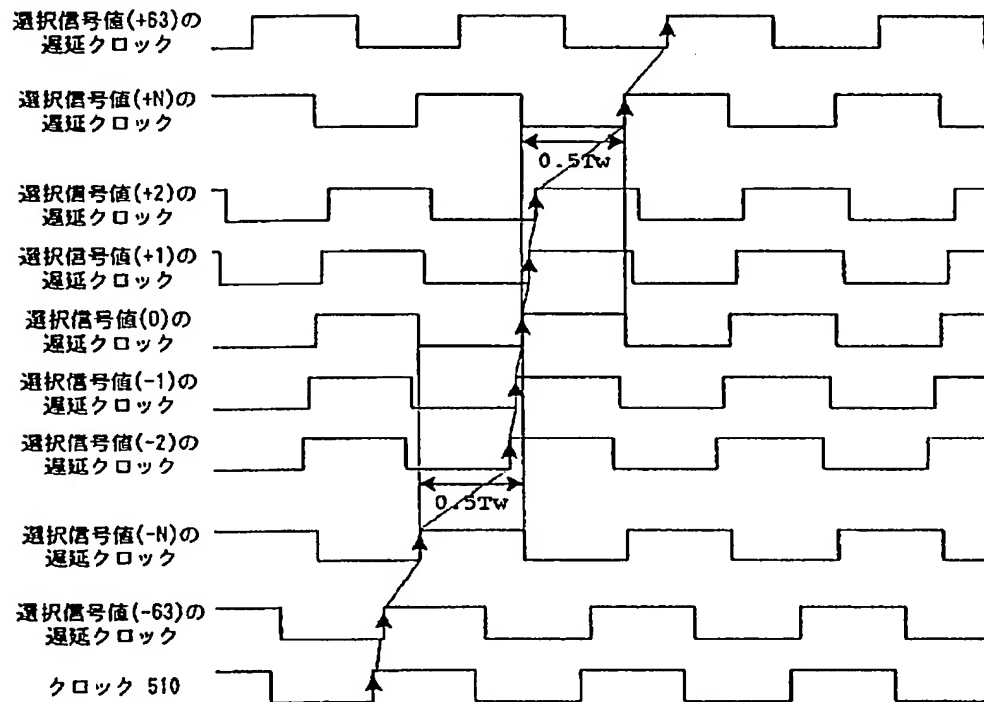 選択信号値(+63)の
遅延クロック
選択信号値(+N)の
遅延クロック
0.5Tw
選択信号値(+2)の
遅延クロック
選択信号値(+1)の
遅延クロック
選択信号値(0)の
遅延クロック
選択信号値(-1)の
遅延クロック
選択信号値(-2)の
遅延クロック
0.5Tw
選択信号値(-N)の
遅延クロック
選択信号値(-63)の
遅延クロック
クロック 510